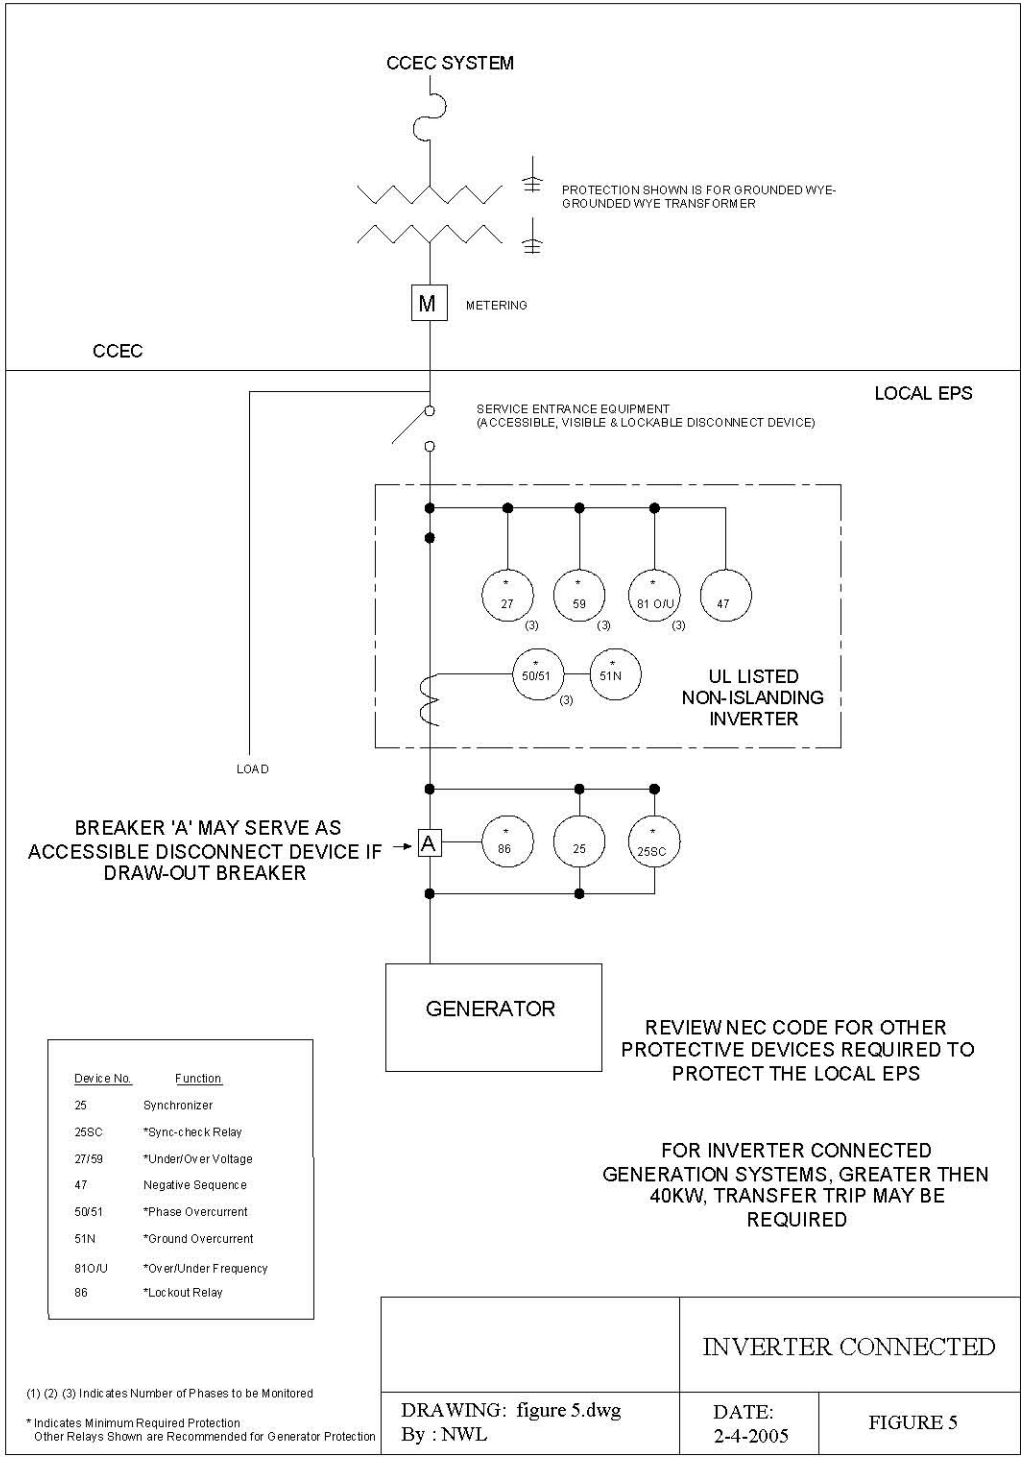 CCEC SYSTEM
PROTECTION SHOWN IS FOR GROUNDED WYE-
GROUNDED WYE TRANSFORMER
M
METERING
CCEC
LOCAL EPS
SERVICE ENTRANCE EQUIPMENT
(ACCESSIBLE, VISIBLE & LOCKABLE DISCONNECT DEVICE)
* 27 (3)
* 59 (3)
* 81 O/U (3)
47
* 50/51 (3)
* 51N
UL LISTED
NON-ISLANDING
INVERTER
LOAD
BREAKER 'A' MAY SERVE AS
ACCESSIBLE DISCONNECT DEVICE IF
DRAW-OUT BREAKER
A
* 86
25
* 25SC
GENERATOR
REVIEW NEC CODE FOR OTHER
PROTECTIVE DEVICES REQUIRED TO
PROTECT THE LOCAL EPS
FOR INVERTER CONNECTED
GENERATION SYSTEMS, GREATER THEN
40KW, TRANSFER TRIP MAY BE
REQUIRED
Device No. Function
25 Synchronizer
25SC *Sync-check Relay
27/59 *Under/Over Voltage
47 Negative Sequence
50/51 *Phase Overcurrent
51N *Ground Overcurrent
81O/U *Over/Under Frequency
86 *Lockout Relay
(1) (2) (3) Indicates Number of Phases to be Monitored
* Indicates Minimum Required Protection
Other Relays Shown are Recommended for Generator Protection
INVERTER CONNECTED
DRAWING: figure 5.dwg
By : NWL
DATE:
2-4-2005
FIGURE 5